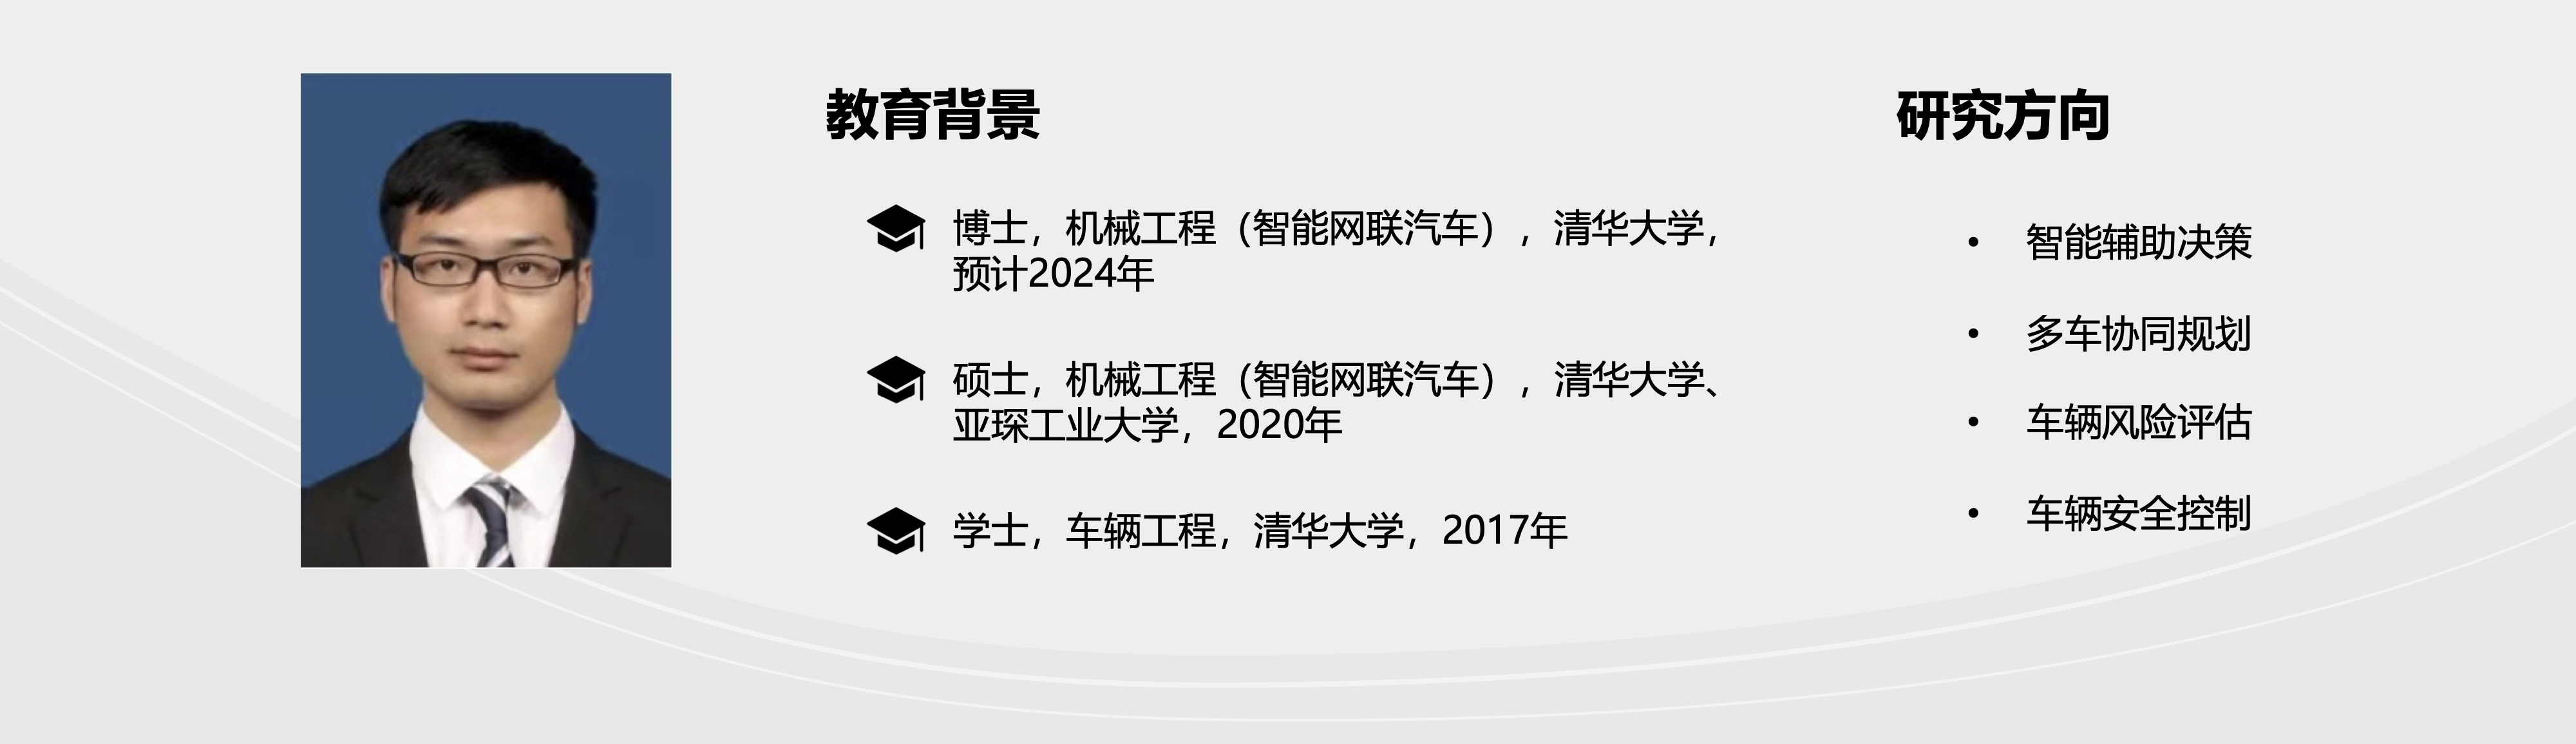 教育背景
博士，机械工程（智能网联汽车），清华大学，
预计2024年
硕士，机械工程（智能网联汽车），清华大学、
亚琛工业大学，2020年
学士，车辆工程，清华大学，2017年
研究方向
• 智能辅助决策
• 多车协同规划
• 车辆风险评估
• 车辆安全控制